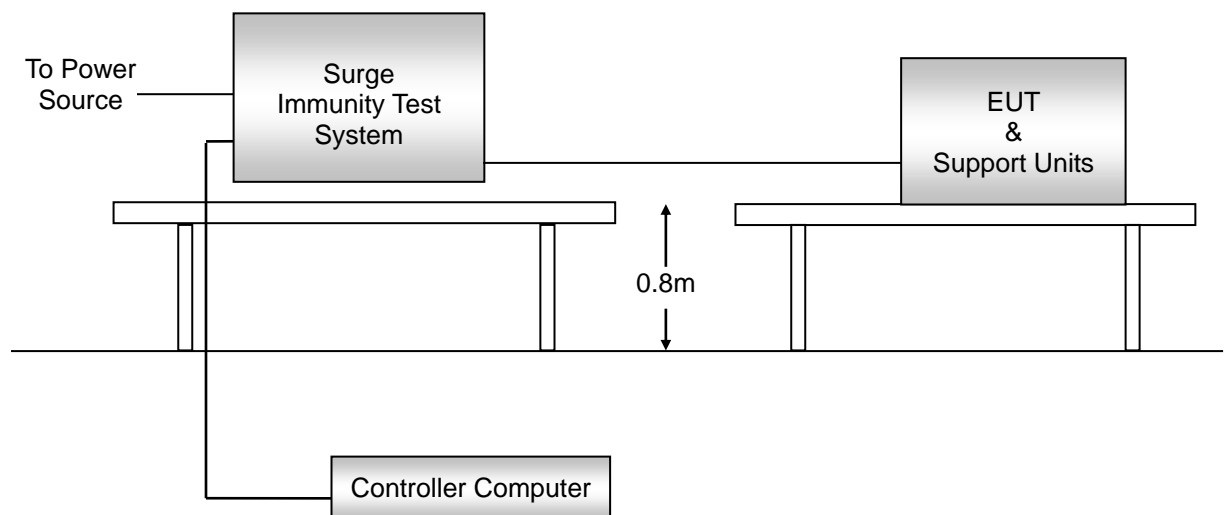 To Power
Source
Surge
Immunity Test
System
EUT
&
Support Units
0.8m
Controller Computer